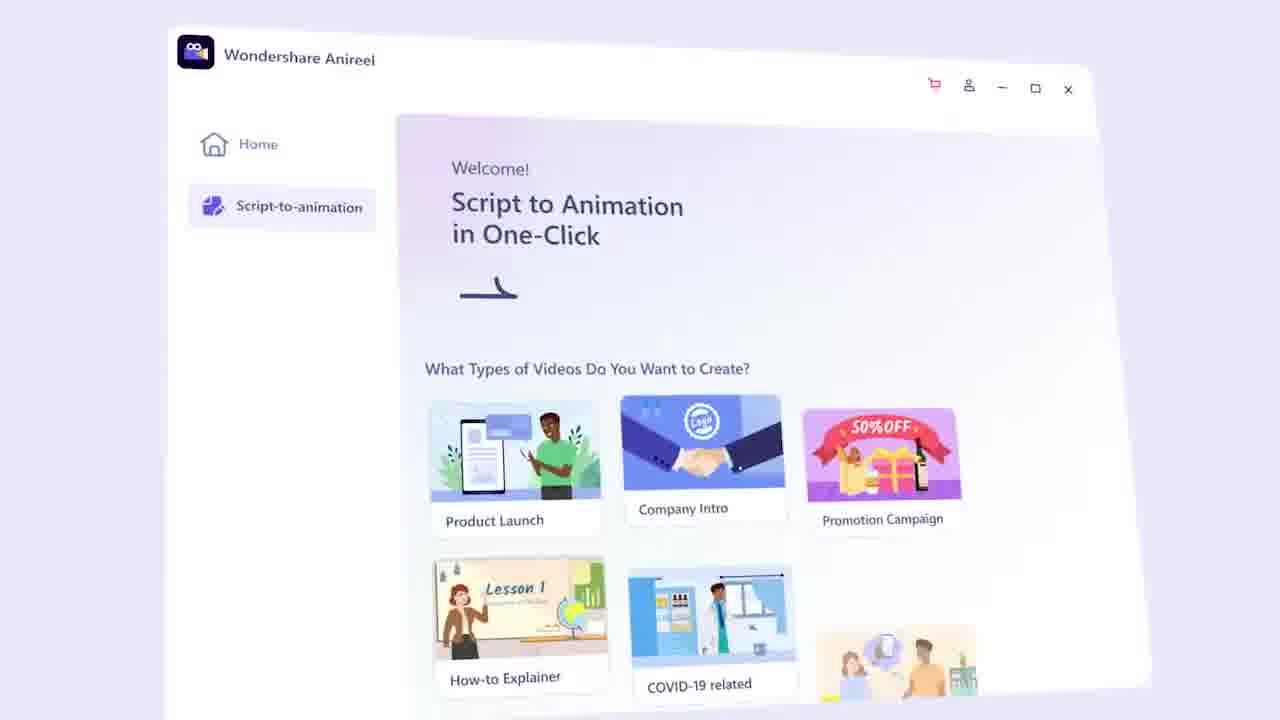 Wondershare Anireel
Home
Script-to-animation
Welcome!
Script to Animation
in One-Click
What Types of Videos Do You Want to Create?
Logo
50%OFF
Product Launch
Company Intro
Promotion Campaign
Lesson 1
How-to Explainer
COVID-19 related